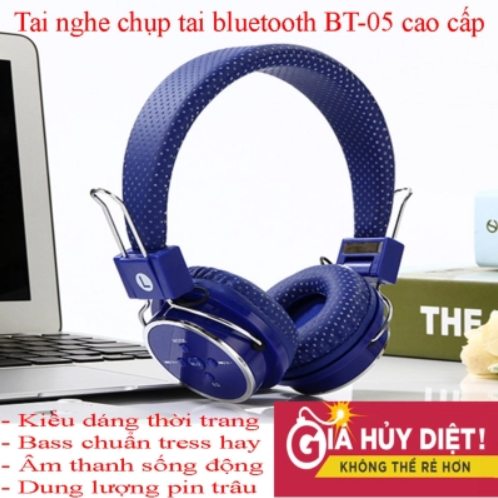 Tai nghe chụp tai bluetooth BT-05 cao cấp
L
THE
- Kiểu dáng thời trang
- Bass chuẩn tress hay
- Âm thanh sống động
- Dung lượng pin trâu
GIÁ HỦY DIỆT!
KHÔNG THỂ RẺ HƠN